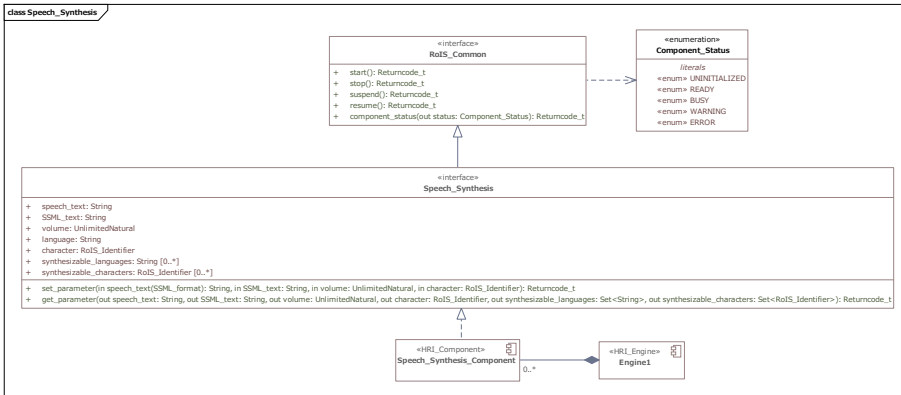 class Speech_Synthesis
«interface»
RoIS_Common
+ start(): Returncode_t
+ stop(): Returncode_t
+ suspend(): Returncode_t
+ resume(): Returncode_t
+ component_status(out status: Component_Status): Returncode_t
«enumeration»
Component_Status
literals
«enum» UNINITIALIZED
«enum» READY
«enum» BUSY
«enum» WARNING
«enum» ERROR
«interface»
Speech_Synthesis
+ speech_text: String
+ SSML_text: String
+ volume: UnlimitedNatural
+ language: String
+ character: RoIS_Identifier
+ synthesizable_languages: String [0..*]
+ synthesizable_characters: RoIS_Identifier [0..*]
+ set_parameter(in speech_text(SSML_format): String, in SSML_text: String, in volume: UnlimitedNatural, in character: RoIS_Identifier): Returncode_t
+ get_parameter(out speech_text: String, out SSML_text: String, out volume: UnlimitedNatural, out character: RoIS_Identifier, out synthesizable_languages: Set<String>, out synthesizable_characters: Set<RoIS_Identifier>): Returncode_t
«HRI_Component»
Speech_Synthesis_Component
0..*
«HRI_Engine»
Engine1